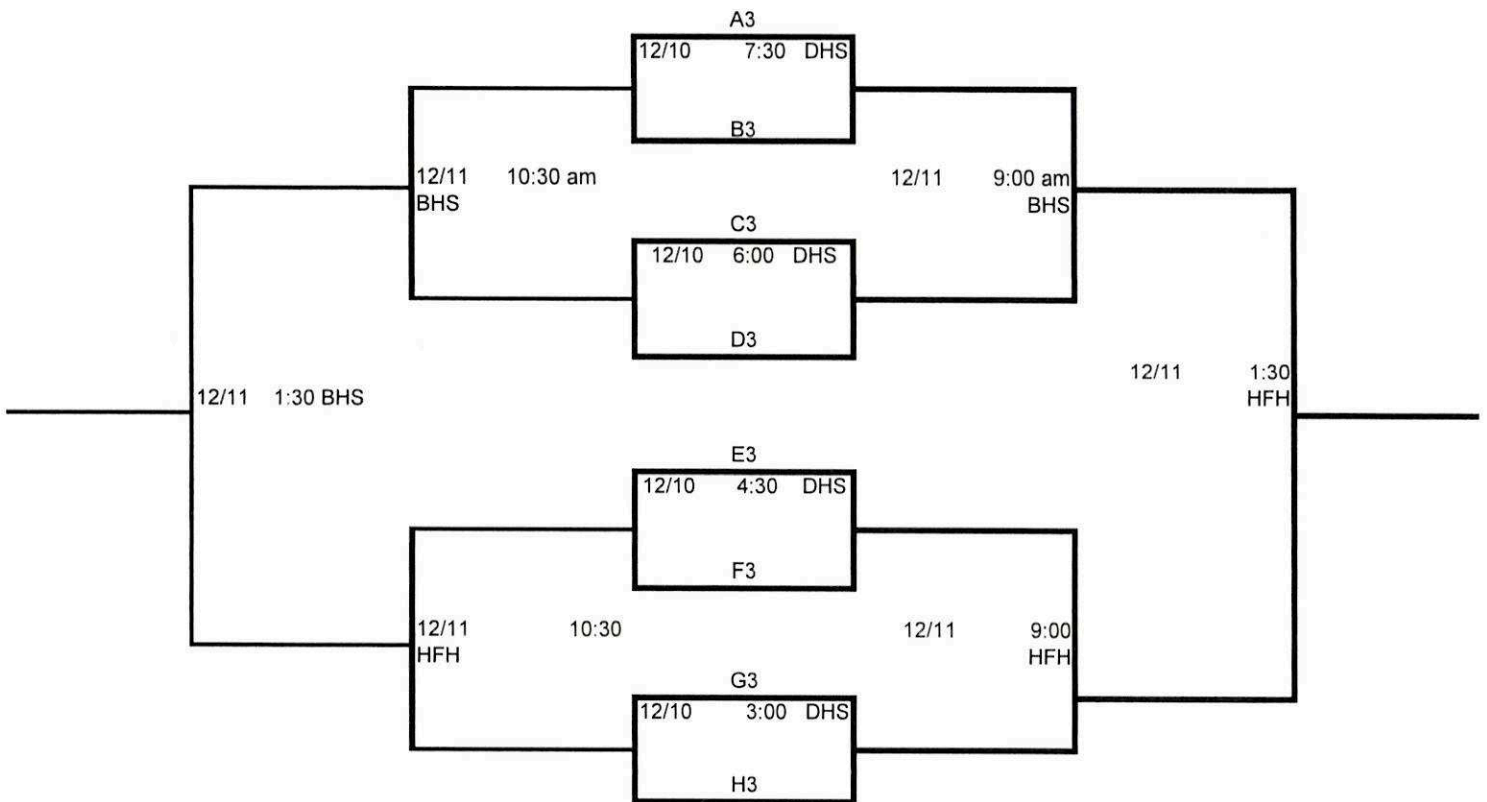 A3
12/10 7:30 DHS
B3
12/11 10:30 am 12/11 9:00 am
BHS BHS
C3
12/10 6:00 DHS
D3
12/11 1:30
12/11 1:30 BHS HFH
E3
12/10 4:30 DHS
F3
12/11 10:30 12/11 9:00
HFH HFH
G3
12/10 3:00 DHS
H3